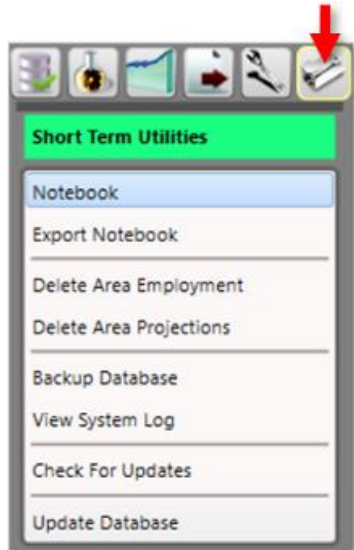 Short Term Utilities
Notebook
Export Notebook
Delete Area Employment
Delete Area Projections
Backup Database
View System Log
Check For Updates
Update Database